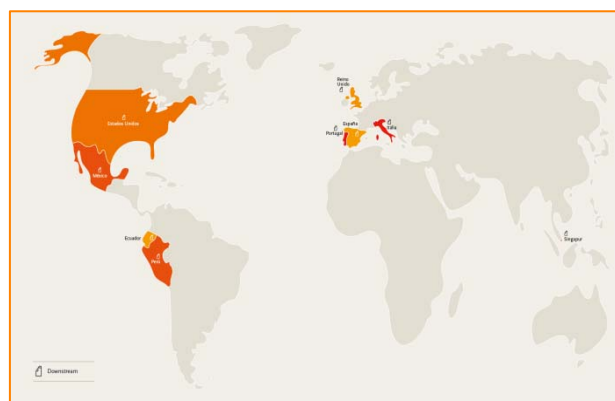 Reino
Unido
España
Portugal
Italia
Estados Unidos
México
Ecuador
Perú
Singapur
Downstream